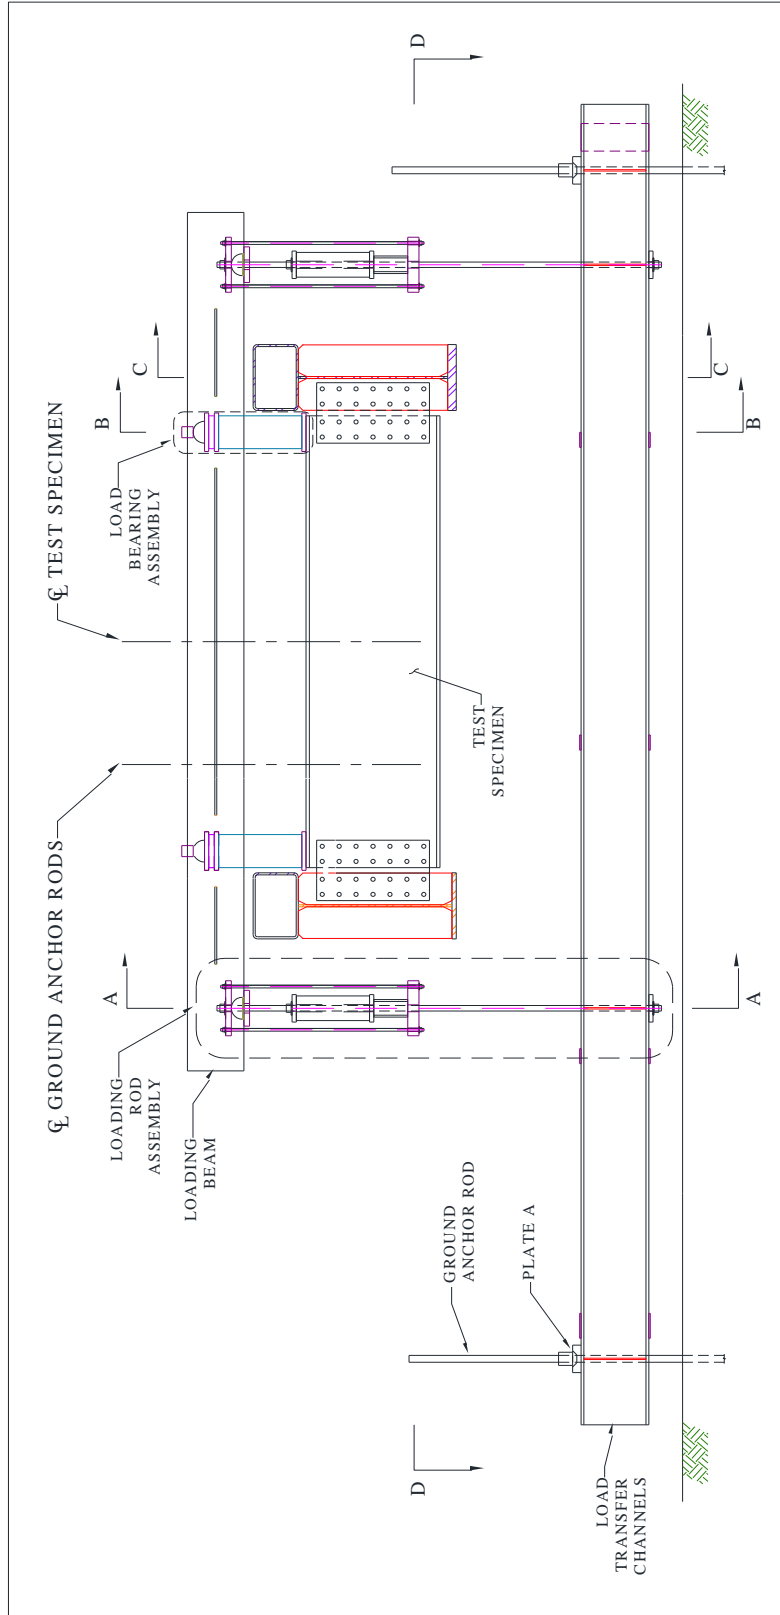 ℄ GROUND ANCHOR RODS
℄ TEST SPECIMEN
LOADING
ROD
ASSEMBLY
A
LOAD
BEARING
ASSEMBLY
B
C
LOADING
BEAM
D
D
GROUND
ANCHOR ROD
TEST
SPECIMEN
PLATE A
LOAD
TRANSFER
CHANNELS
A
B
C